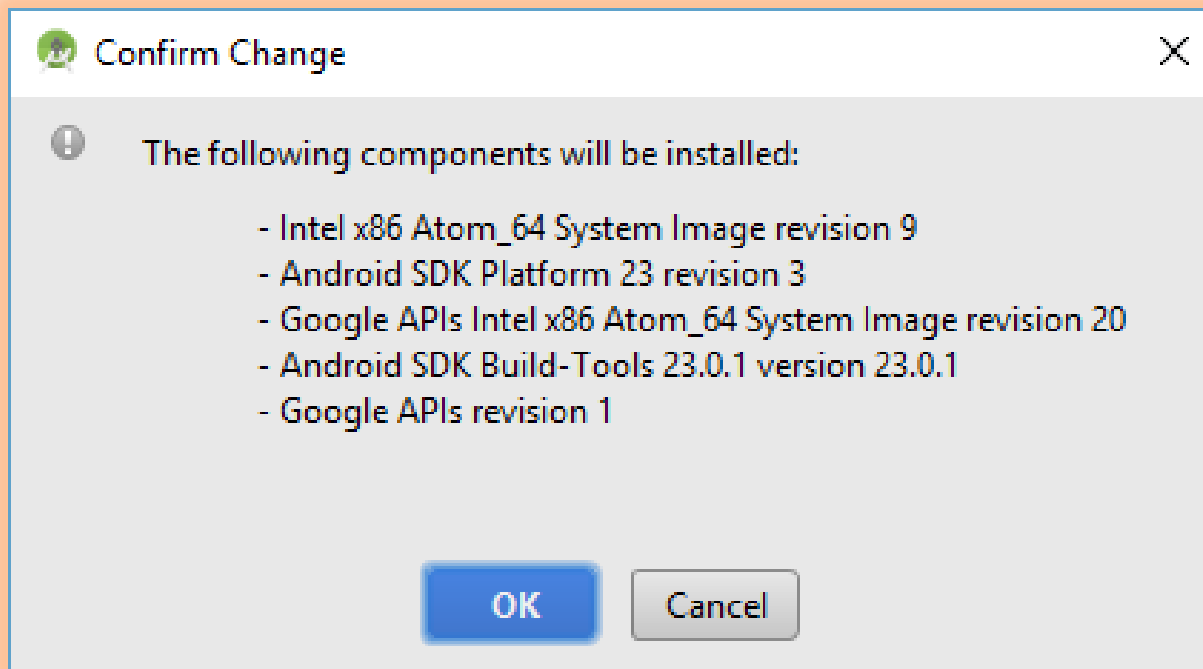 Confirm Change
The following components will be installed:
- Intel x86 Atom_64 System Image revision 9
- Android SDK Platform 23 revision 3
- Google APIs Intel x86 Atom_64 System Image revision 20
- Android SDK Build-Tools 23.0.1 version 23.0.1
- Google APIs revision 1
OK Cancel